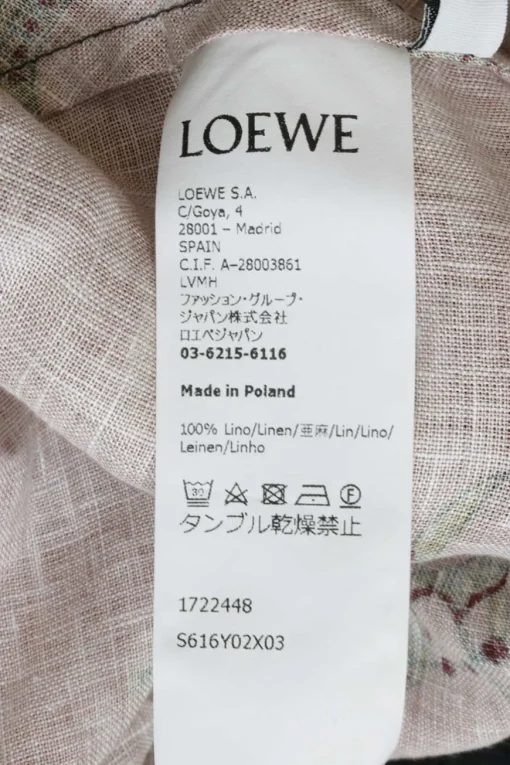 LOEWE
LOEWE S.A.
C/Goya, 4
28001 – Madrid
SPAIN
C.I.F. A-28003861
LVMH
ファッション・グループ・
ジャパン株式会社
ロエベジャパン
03-6215-6116
Made in Poland
100% Lino/Linen/亜麻/Lin/Lino/
Leinen/Linho
30 F
タンブル乾燥禁止
1722448
S616Y02X03